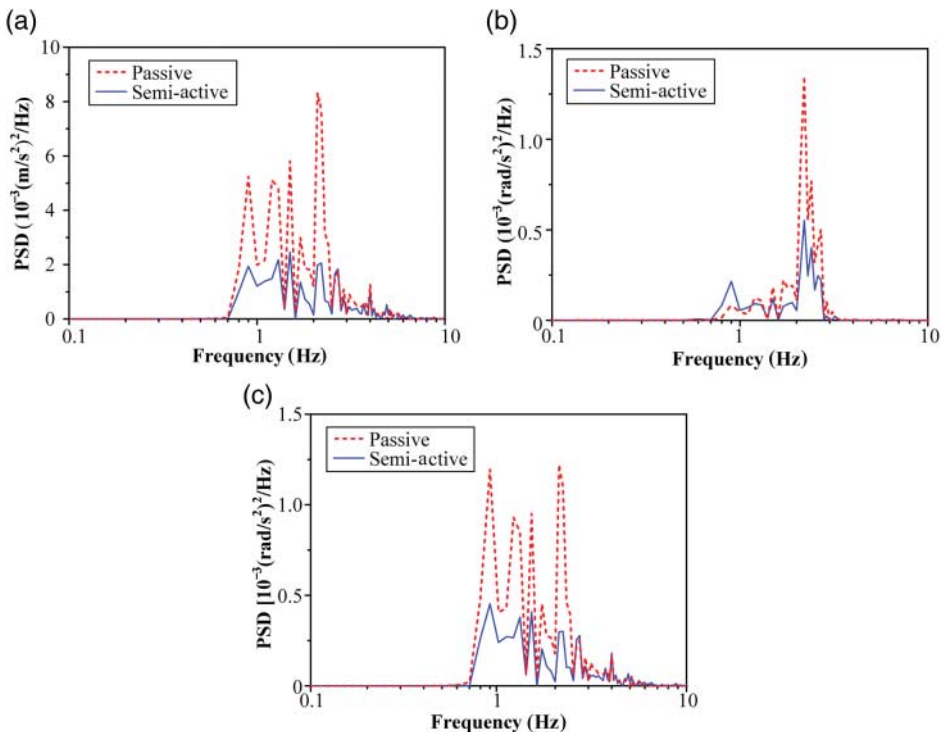 (a)
10
8
6
4
2
0
0.1
1
10
PSD (10⁻³(m/s²)²/Hz)
Frequency (Hz)
Passive
Semi-active
(b)
1.5
1.0
0.5
0
0.1
1
10
PSD (10⁻³(rad/s²)²/Hz)
Frequency (Hz)
Passive
Semi-active
(c)
1.5
1.0
0.5
0
0.1
1
10
PSD [10⁻³(rad/s²)²/Hz)
Frequency (Hz)
Passive
Semi-active